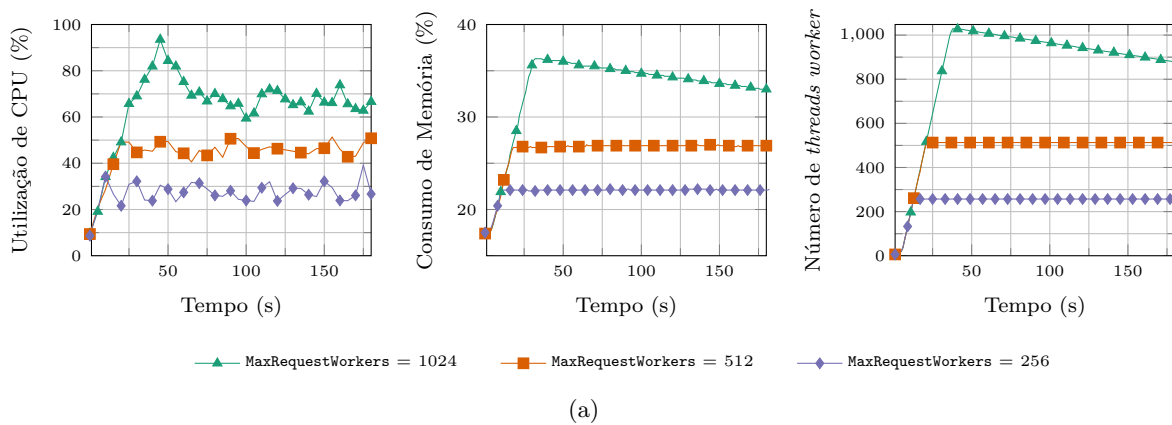 Utilização de CPU (%)
100
80
60
40
20
0
50
100
150
Tempo (s)
Consumo de Memória (%)
40
30
20
50
100
150
Tempo (s)
Número de threads worker
1,000
800
600
400
200
0
50
100
150
Tempo (s)
MaxRequestWorkers = 1024
MaxRequestWorkers = 512
MaxRequestWorkers = 256
(a)